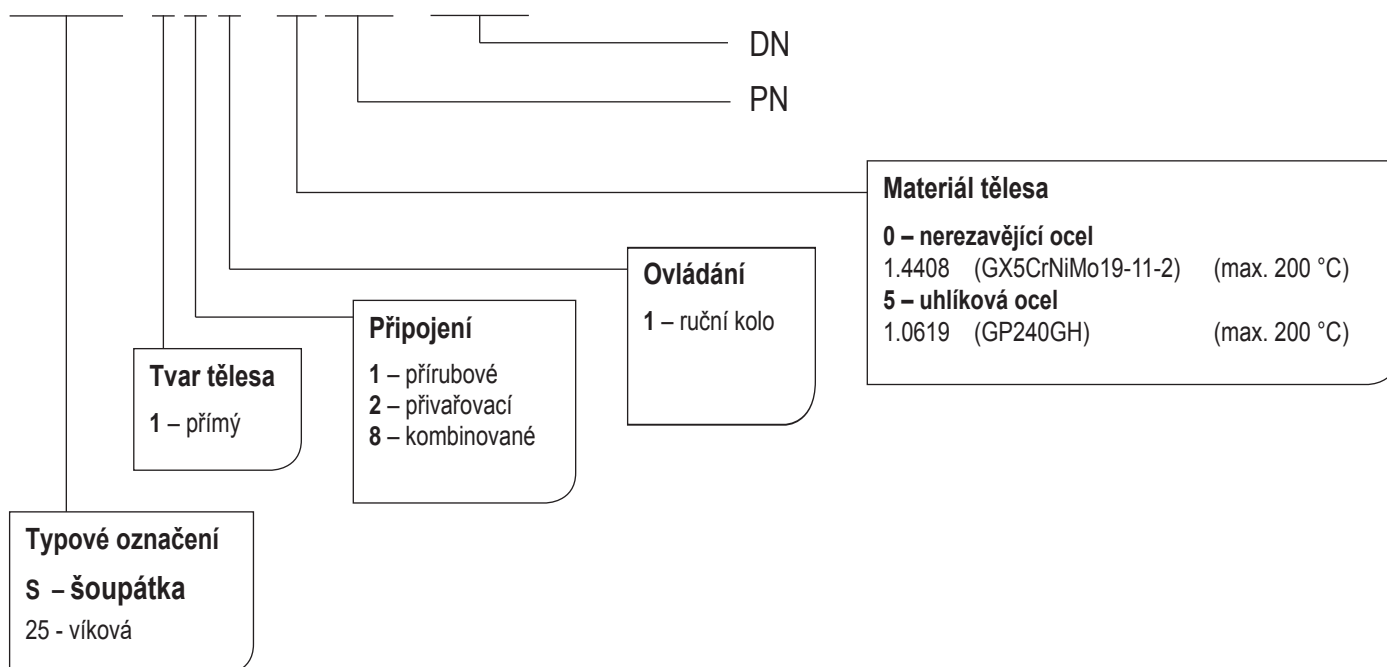 DN
PN
Materiál tělesa
0 – nerezavějící ocel
1.4408 (GX5CrNiMo19-11-2) (max. 200 °C)
5 – uhlíková ocel
1.0619 (GP240GH) (max. 200 °C)
Ovládání
1 – ruční kolo
Připojení
1 – přírubové
2 – přivařovací
8 – kombinované
Tvar tělesa
1 – přímý
Typové označení
S – šoupátka
25 - víková